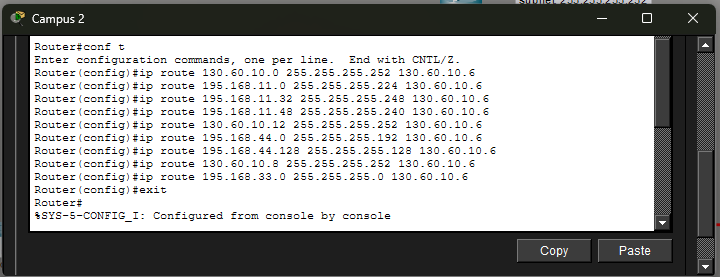 Campus 2
Router#conf t
Enter configuration commands, one per line.  End with CNTL/Z.
Router(config)#ip route 130.60.10.0 255.255.255.252 130.60.10.6
Router(config)#ip route 195.168.11.0 255.255.255.224 130.60.10.6
Router(config)#ip route 195.168.11.32 255.255.255.248 130.60.10.6
Router(config)#ip route 195.168.11.48 255.255.255.240 130.60.10.6
Router(config)#ip route 130.60.10.12 255.255.255.252 130.60.10.6
Router(config)#ip route 195.168.44.0 255.255.255.192 130.60.10.6
Router(config)#ip route 195.168.44.128 255.255.255.128 130.60.10.6
Router(config)#ip route 130.60.10.8 255.255.255.252 130.60.10.6
Router(config)#ip route 195.168.33.0 255.255.255.0 130.60.10.6
Router(config)#exit
Router#
%SYS-5-CONFIG_I: Configured from console by console
Copy Paste